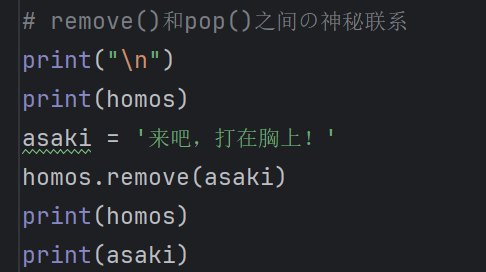 # remove()和pop()之间の神秘联系
print("\n")
print(homos)
asaki = '来吧，打在胸上！'
homos.remove(asaki)
print(homos)
print(asaki)